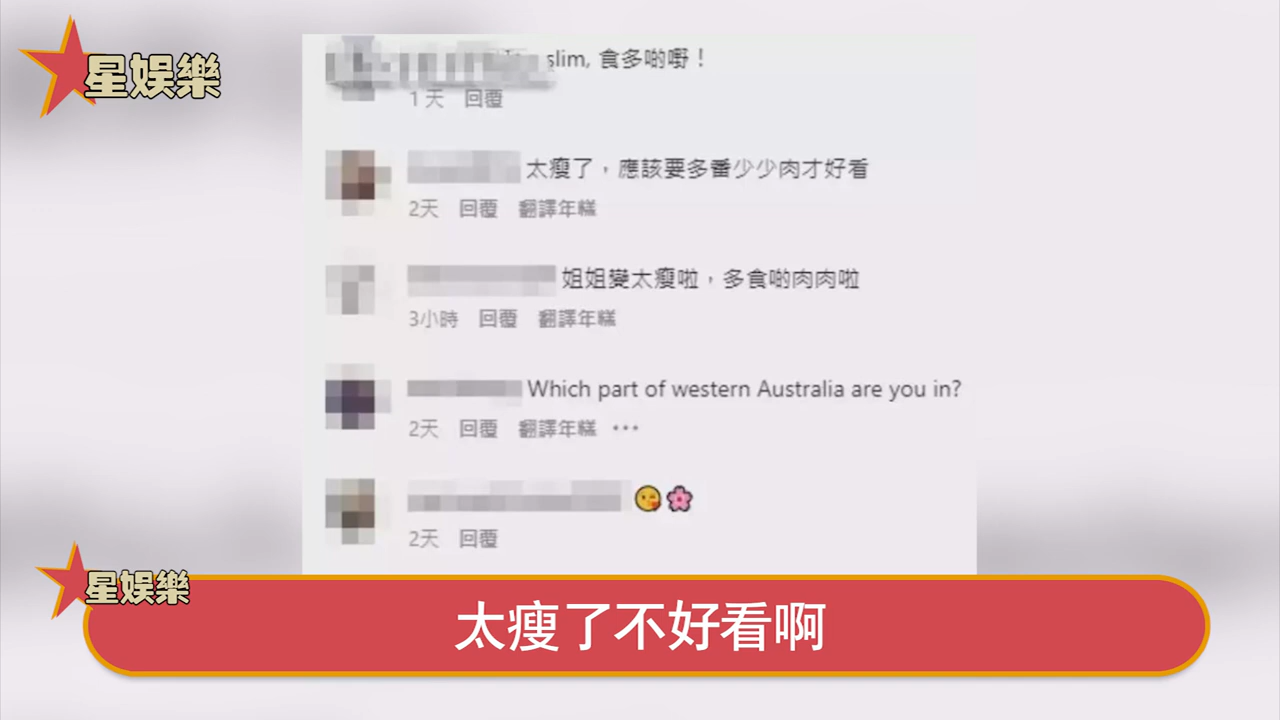 星娛樂
slim, 食多啲嘢！
1天 回覆
太瘦了，應該要多番少少肉才好看
2天 回覆 翻譯年糕
姐姐變太瘦啦，多食啲肉肉啦
3小時 回覆 翻譯年糕
Which part of western Australia are you in?
2天 回覆 翻譯年糕 •••
😘🌸
2天 回覆
星娛樂
太瘦了不好看啊